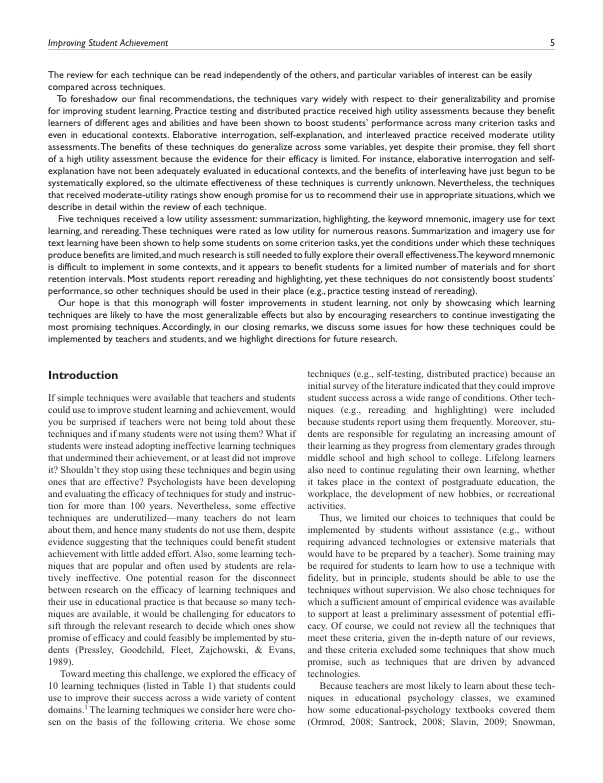 Improving Student Achievement 5
The review for each technique can be read independently of the others, and particular variables of interest can be easily
compared across techniques.
To foreshadow our final recommendations, the techniques vary widely with respect to their generalizability and promise
for improving student learning. Practice testing and distributed practice received high utility assessments because they benefit
learners of different ages and abilities and have been shown to boost students' performance across many criterion tasks and
even in educational contexts. Elaborative interrogation, self-explanation, and interleaved practice received moderate utility
assessments. The benefits of these techniques do generalize across some variables, yet despite their promise, they fell short
of a high utility assessment because the evidence for their efficacy is limited. For instance, elaborative interrogation and self-
explanation have not been adequately evaluated in educational contexts, and the benefits of interleaving have just begun to be
systematically explored, so the ultimate effectiveness of these techniques is currently unknown. Nevertheless, the techniques
that received moderate-utility ratings show enough promise for us to recommend their use in appropriate situations, which we
describe in detail within the review of each technique.
Five techniques received a low utility assessment: summarization, highlighting, the keyword mnemonic, imagery use for text
learning, and rereading. These techniques were rated as low utility for numerous reasons. Summarization and imagery use for
text learning have been shown to help some students on some criterion tasks, yet the conditions under which these techniques
produce benefits are limited, and much research is still needed to fully explore their overall effectiveness. The keyword mnemonic
is difficult to implement in some contexts, and it appears to benefit students for a limited number of materials and for short
retention intervals. Most students report rereading and highlighting, yet these techniques do not consistently boost students'
performance, so other techniques should be used in their place (e.g., practice testing instead of rereading).
Our hope is that this monograph will foster improvements in student learning, not only by showcasing which learning
techniques are likely to have the most generalizable effects but also by encouraging researchers to continue investigating the
most promising techniques. Accordingly, in our closing remarks, we discuss some issues for how these techniques could be
implemented by teachers and students, and we highlight directions for future research.
Introduction
If simple techniques were available that teachers and students
could use to improve student learning and achievement, would
you be surprised if teachers were not being told about these
techniques and if many students were not using them? What if
students were instead adopting ineffective learning techniques
that undermined their achievement, or at least did not improve
it? Shouldn't they stop using these techniques and begin using
ones that are effective? Psychologists have been developing
and evaluating the efficacy of techniques for study and instruc-
tion for more than 100 years. Nevertheless, some effective
techniques are underutilized—many teachers do not learn
about them, and hence many students do not use them, despite
evidence suggesting that the techniques could benefit student
achievement with little added effort. Also, some learning tech-
niques that are popular and often used by students are rela-
tively ineffective. One potential reason for the disconnect
between research on the efficacy of learning techniques and
their use in educational practice is that because so many tech-
niques are available, it would be challenging for educators to
sift through the relevant research to decide which ones show
promise of efficacy and could feasibly be implemented by stu-
dents (Pressley, Goodchild, Fleet, Zajchowski, & Evans,
1989).
Toward meeting this challenge, we explored the efficacy of
10 learning techniques (listed in Table 1) that students could
use to improve their success across a wide variety of content
domains.1 The learning techniques we consider here were cho-
sen on the basis of the following criteria. We chose some
techniques (e.g., self-testing, distributed practice) because an
initial survey of the literature indicated that they could improve
student success across a wide range of conditions. Other tech-
niques (e.g., rereading and highlighting) were included
because students report using them frequently. Moreover, stu-
dents are responsible for regulating an increasing amount of
their learning as they progress from elementary grades through
middle school and high school to college. Lifelong learners
also need to continue regulating their own learning, whether
it takes place in the context of postgraduate education, the
workplace, the development of new hobbies, or recreational
activities.
Thus, we limited our choices to techniques that could be
implemented by students without assistance (e.g., without
requiring advanced technologies or extensive materials that
would have to be prepared by a teacher). Some training may
be required for students to learn how to use a technique with
fidelity, but in principle, students should be able to use the
techniques without supervision. We also chose techniques for
which a sufficient amount of empirical evidence was available
to support at least a preliminary assessment of potential effi-
cacy. Of course, we could not review all the techniques that
meet these criteria, given the in-depth nature of our reviews,
and these criteria excluded some techniques that show much
promise, such as techniques that are driven by advanced
technologies.
Because teachers are most likely to learn about these tech-
niques in educational psychology classes, we examined
how some educational-psychology textbooks covered them
(Ormrod, 2008; Santrock, 2008; Slavin, 2009; Snowman,